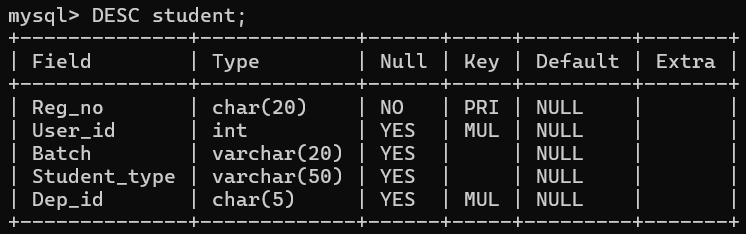 mysql> DESC student;
+--------------+-------------+------+-----+---------+-------+
| Field        | Type        | Null | Key | Default | Extra |
+--------------+-------------+------+-----+---------+-------+
| Reg_no       | char(20)    | NO   | PRI | NULL    |       |
| User_id      | int         | YES  | MUL | NULL    |       |
| Batch        | varchar(20) | YES  |     | NULL    |       |
| Student_type | varchar(50) | YES  |     | NULL    |       |
| Dep_id       | char(5)     | YES  | MUL | NULL    |       |
+--------------+-------------+------+-----+---------+-------+